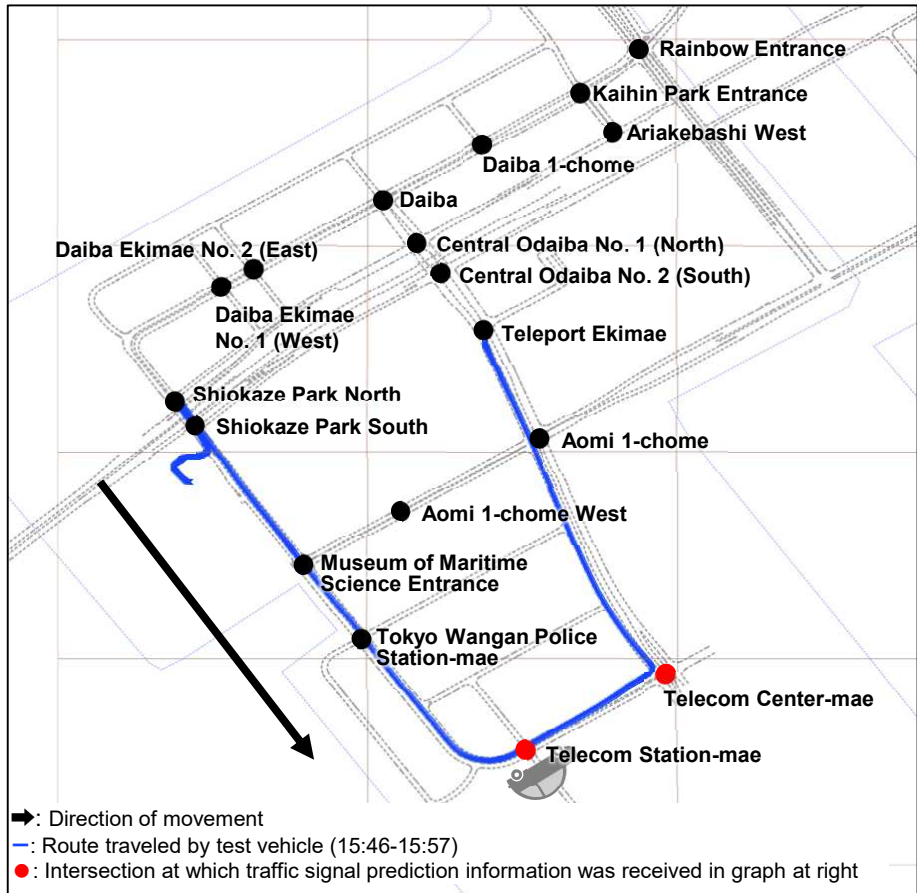 Rainbow Entrance
Kaihin Park Entrance
Ariakebashi West
Daiba 1-chome
Daiba
Daiba Ekimae No. 2 (East)
Central Odaiba No. 1 (North)
Central Odaiba No. 2 (South)
Daiba Ekimae
No. 1 (West)
Teleport Ekimae
Shiokaze Park North
Shiokaze Park South
Aomi 1-chome
Aomi 1-chome West
Museum of Maritime
Science Entrance
Tokyo Wangan Police
Station-mae
Telecom Center-mae
Telecom Station-mae
: Direction of movement
: Route traveled by test vehicle (15:46-15:57)
: Intersection at which traffic signal prediction information was received in graph at right